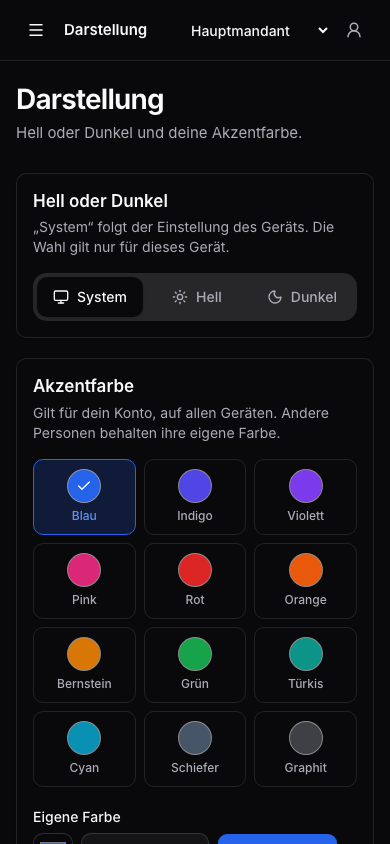 Darstellung
Hauptmandant
Darstellung
Hell oder Dunkel und deine Akzentfarbe.
Hell oder Dunkel
„System“ folgt der Einstellung des Geräts. Die
Wahl gilt nur für dieses Gerät.
System
Hell
Dunkel
Akzentfarbe
Gilt für dein Konto, auf allen Geräten. Andere
Personen behalten ihre eigene Farbe.
Blau
Indigo
Violett
Pink
Rot
Orange
Bernstein
Grün
Türkis
Cyan
Schiefer
Graphit
Eigene Farbe